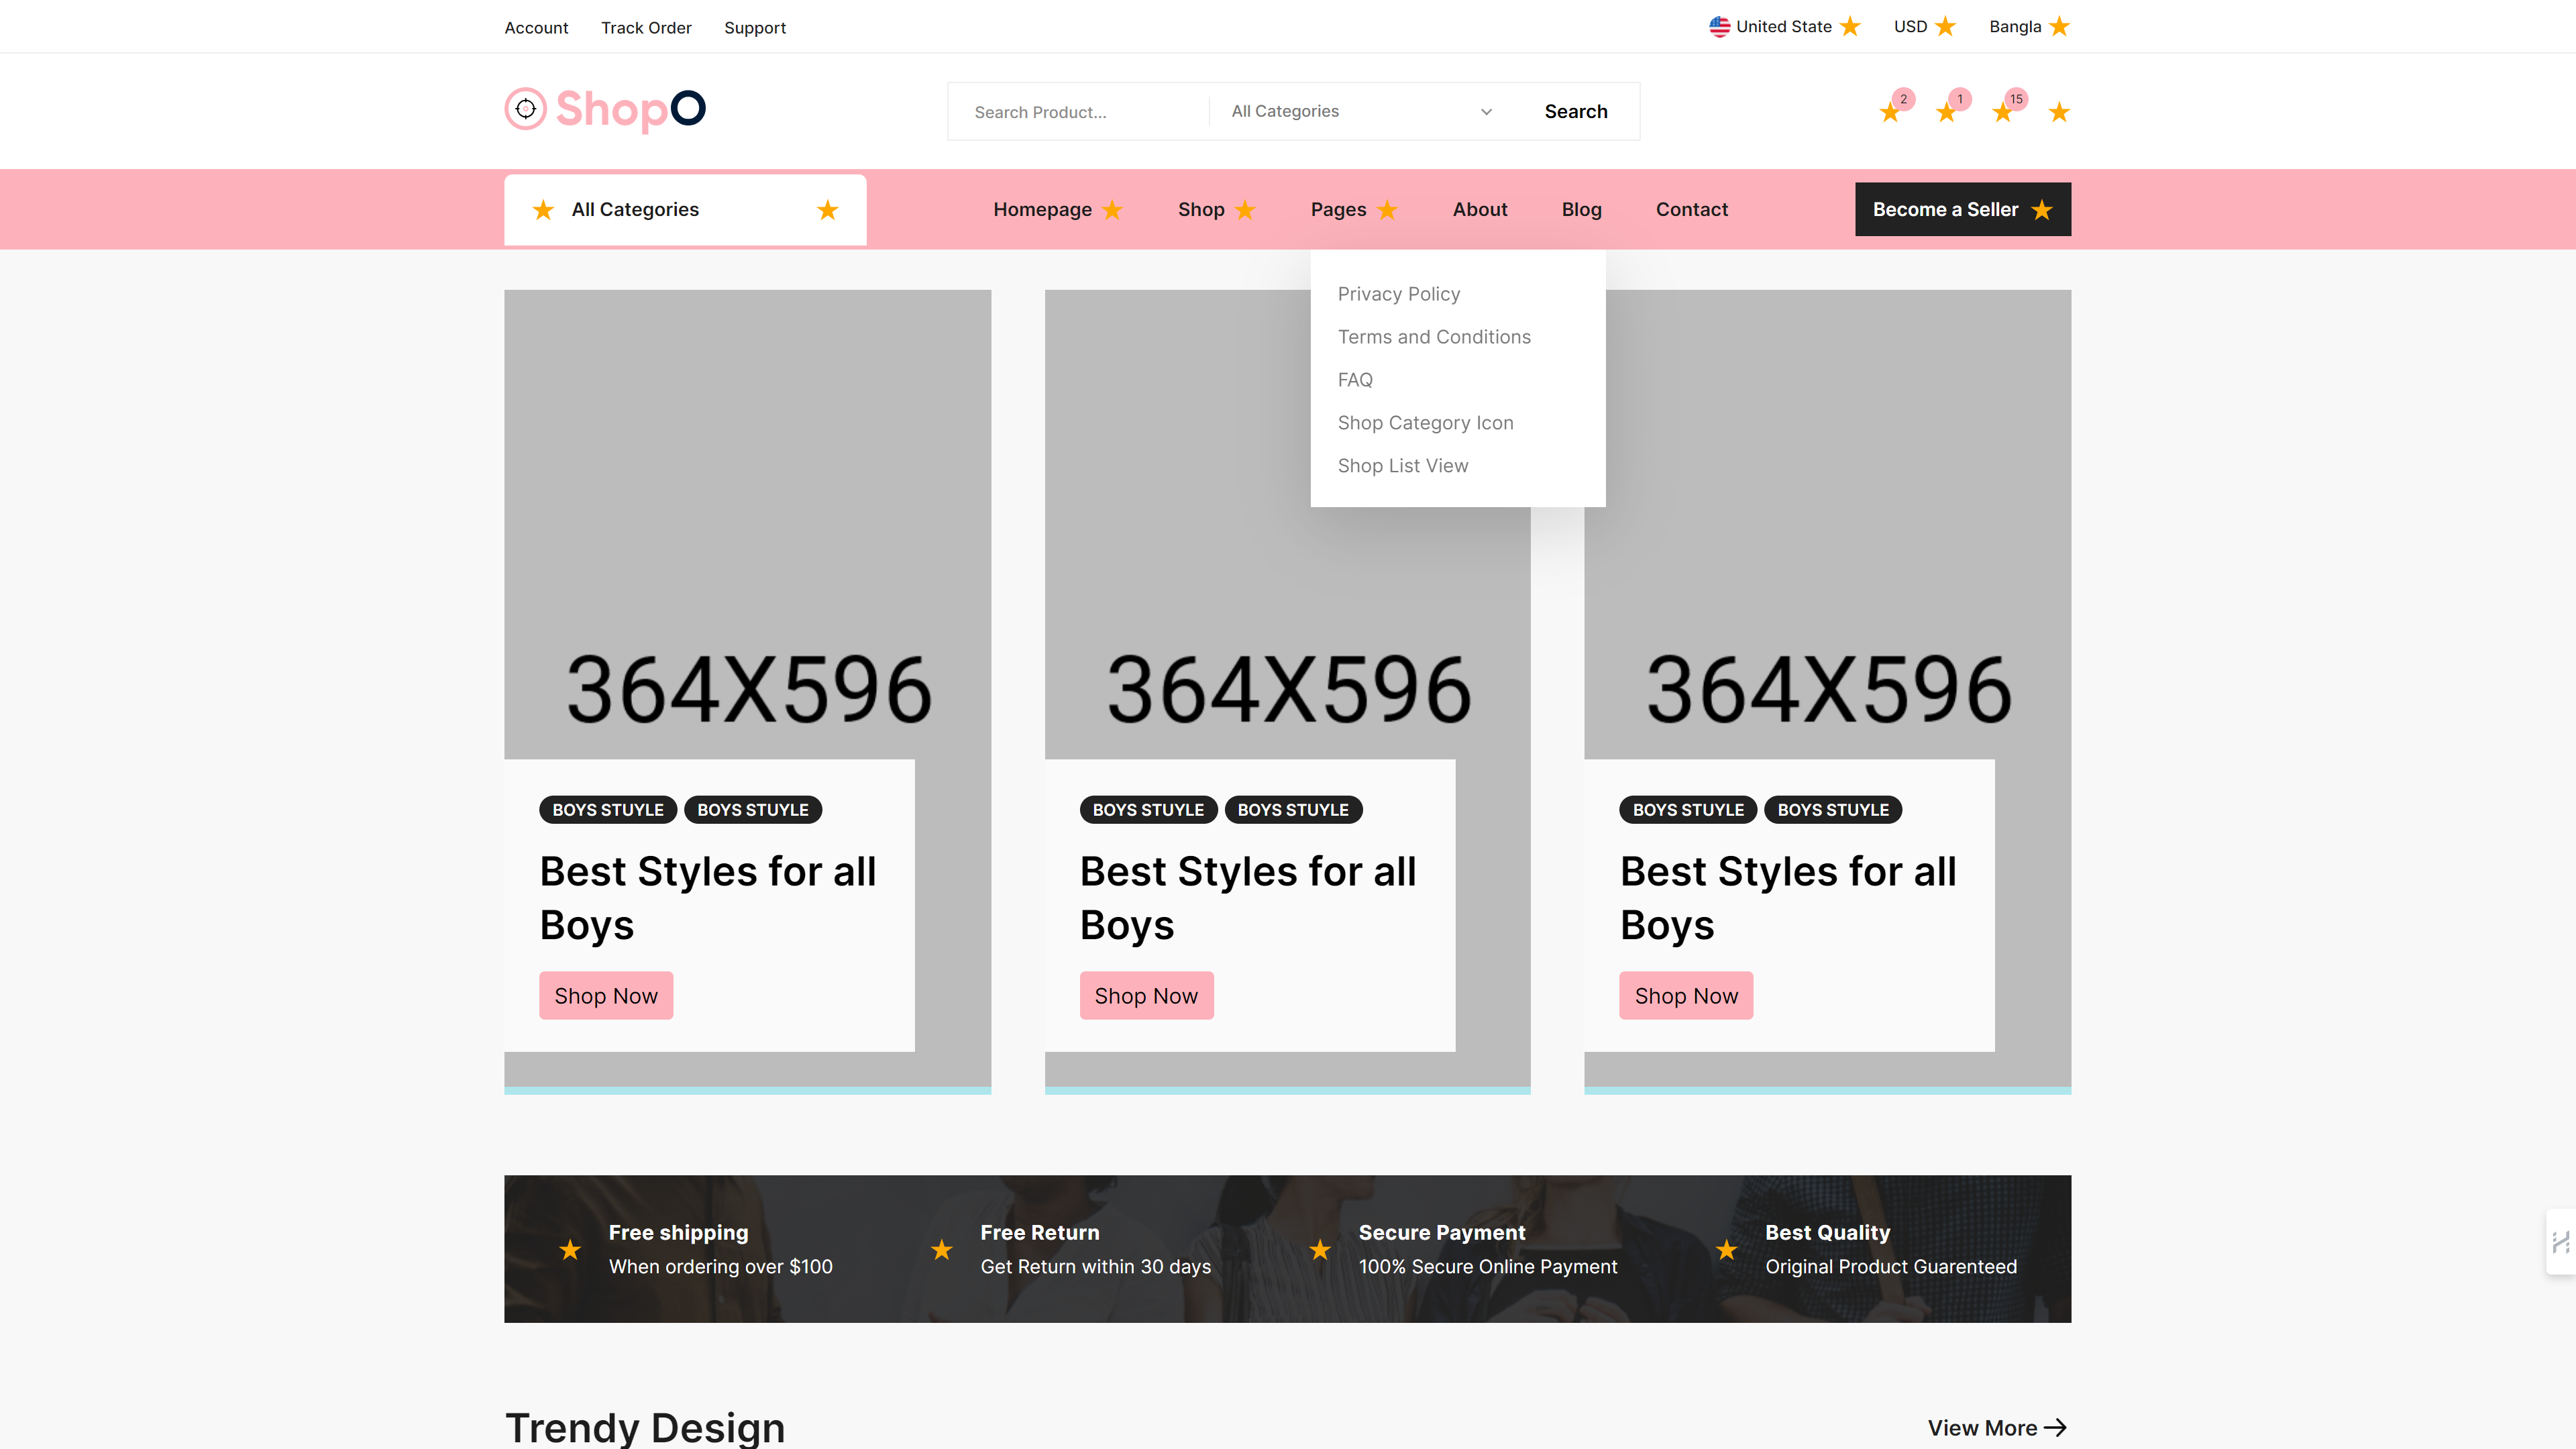 Account
Track Order
Support
United State
USD
Bangla
ShopO
Search Product...
All Categories
Search
2
1
15
All Categories
Homepage
Shop
Pages
About
Blog
Contact
Become a Seller
Privacy Policy
Terms and Conditions
FAQ
Shop Category Icon
Shop List View
364X596
BOYS STUYLE
BOYS STUYLE
Best Styles for all
Boys
Shop Now
364X596
BOYS STUYLE
BOYS STUYLE
Best Styles for all
Boys
Shop Now
364X596
BOYS STUYLE
BOYS STUYLE
Best Styles for all
Boys
Shop Now
Free shipping
When ordering over $100
Free Return
Get Return within 30 days
Secure Payment
100% Secure Online Payment
Best Quality
Original Product Guarenteed
Trendy Design
View More